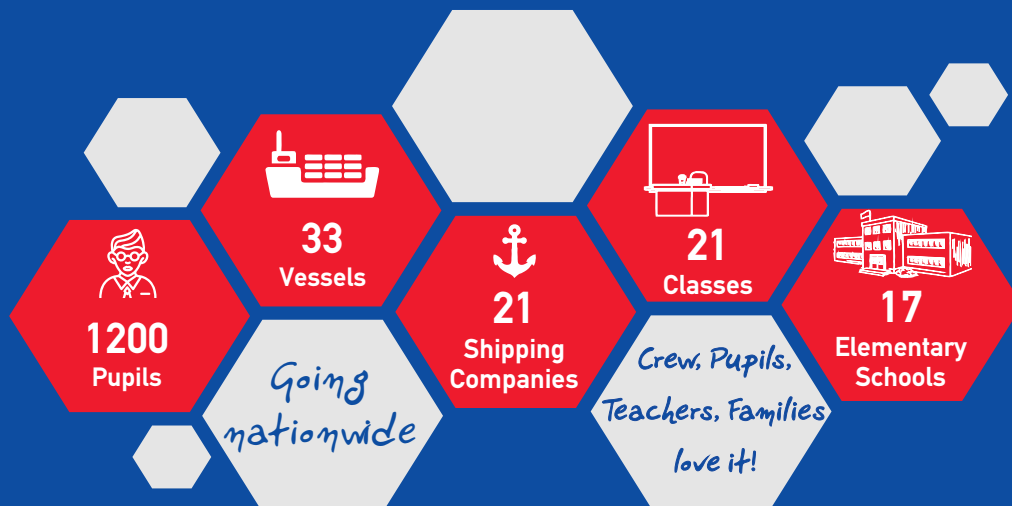 1200
Pupils
33
Vessels
Going
nationwide
21
Shipping
Companies
21
Classes
Crew, Pupils,
Teachers, Families
love it!
17
Elementary
Schools